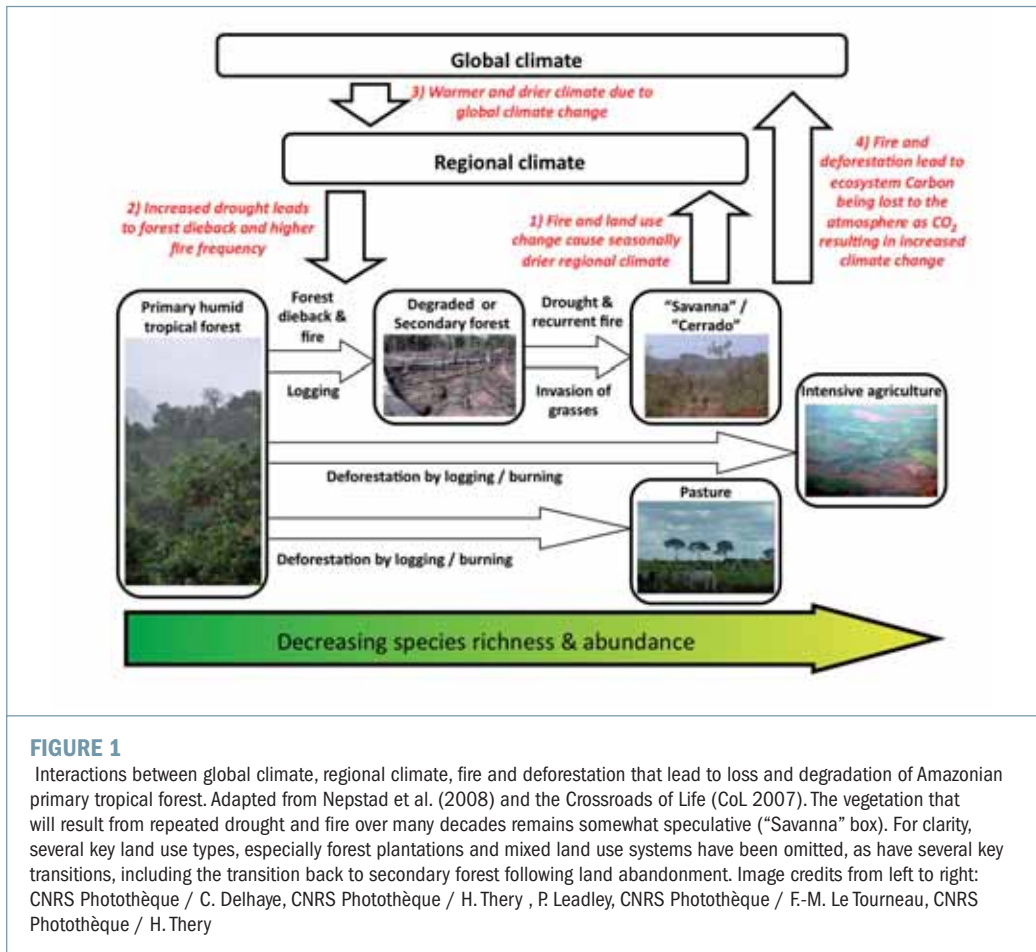 Global climate
3) Warmer and drier climate due to
global climate change
Regional climate
4) Fire and
deforestation lead to
ecosystem Carbon
being lost to the
atmosphere as CO₂
resulting in increased
climate change
2) Increased drought leads
to forest dieback and higher
fire frequency
1) Fire and land use
change cause seasonally
drier regional climate
Primary humid
tropical forest
Forest
dieback &
fire
Logging
Degraded or
Secondary forest
Drought &
recurrent fire
Invasion of
grasses
"Savanna" /
"Cerrado"
Intensive agriculture
Deforestation by logging / burning
Pasture
Deforestation by logging / burning
Decreasing species richness & abundance
FIGURE 1
Interactions between global climate, regional climate, fire and deforestation that lead to loss and degradation of Amazonian
primary tropical forest. Adapted from Nepstad et al. (2008) and the Crossroads of Life (CoL 2007). The vegetation that
will result from repeated drought and fire over many decades remains somewhat speculative (“Savanna” box). For clarity,
several key land use types, especially forest plantations and mixed land use systems have been omitted, as have several key
transitions, including the transition back to secondary forest following land abandonment. Image credits from left to right:
CNRS Photothèque / C. Delhaye, CNRS Photothèque / H. Thery , P. Leadley, CNRS Photothèque / F.-M. Le Tourneau, CNRS
Photothèque / H. Thery